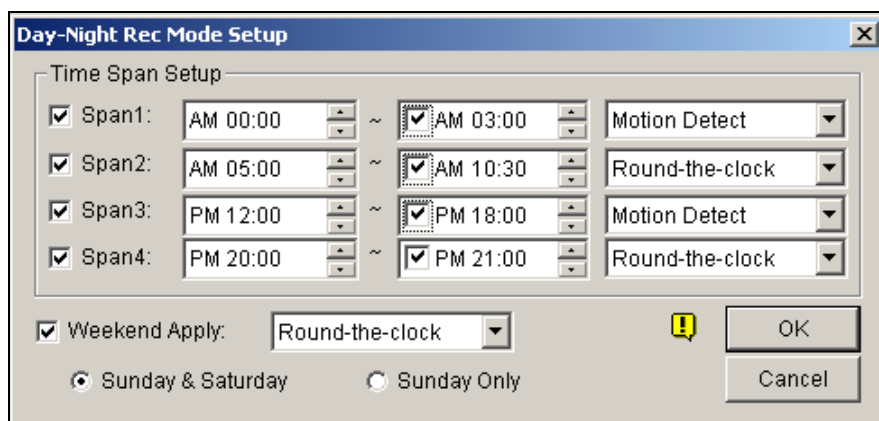 Day-Night Rec Mode Setup
Time Span Setup
Span1: AM 00:00 ~ AM 03:00 Motion Detect
Span2: AM 05:00 ~ AM 10:30 Round-the-clock
Span3: PM 12:00 ~ PM 18:00 Motion Detect
Span4: PM 20:00 ~ PM 21:00 Round-the-clock
Weekend Apply: Round-the-clock ! OK
Sunday & Saturday Sunday Only Cancel